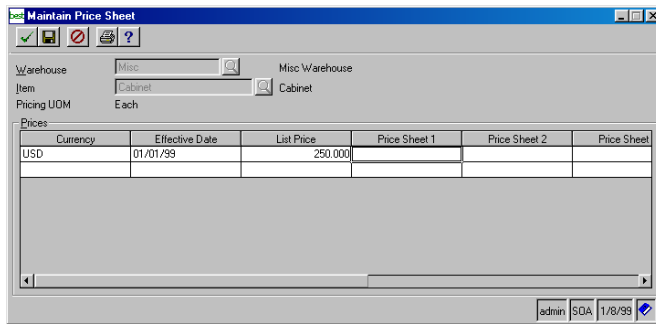 best Maintain Price Sheet
?
Warehouse Misc Misc Warehouse
Item Cabinet Cabinet
Pricing UOM Each
Prices
Currency Effective Date List Price Price Sheet 1 Price Sheet 2 Price Sheet
USD 01/01/99 250.000
admin SOA 1/8/99